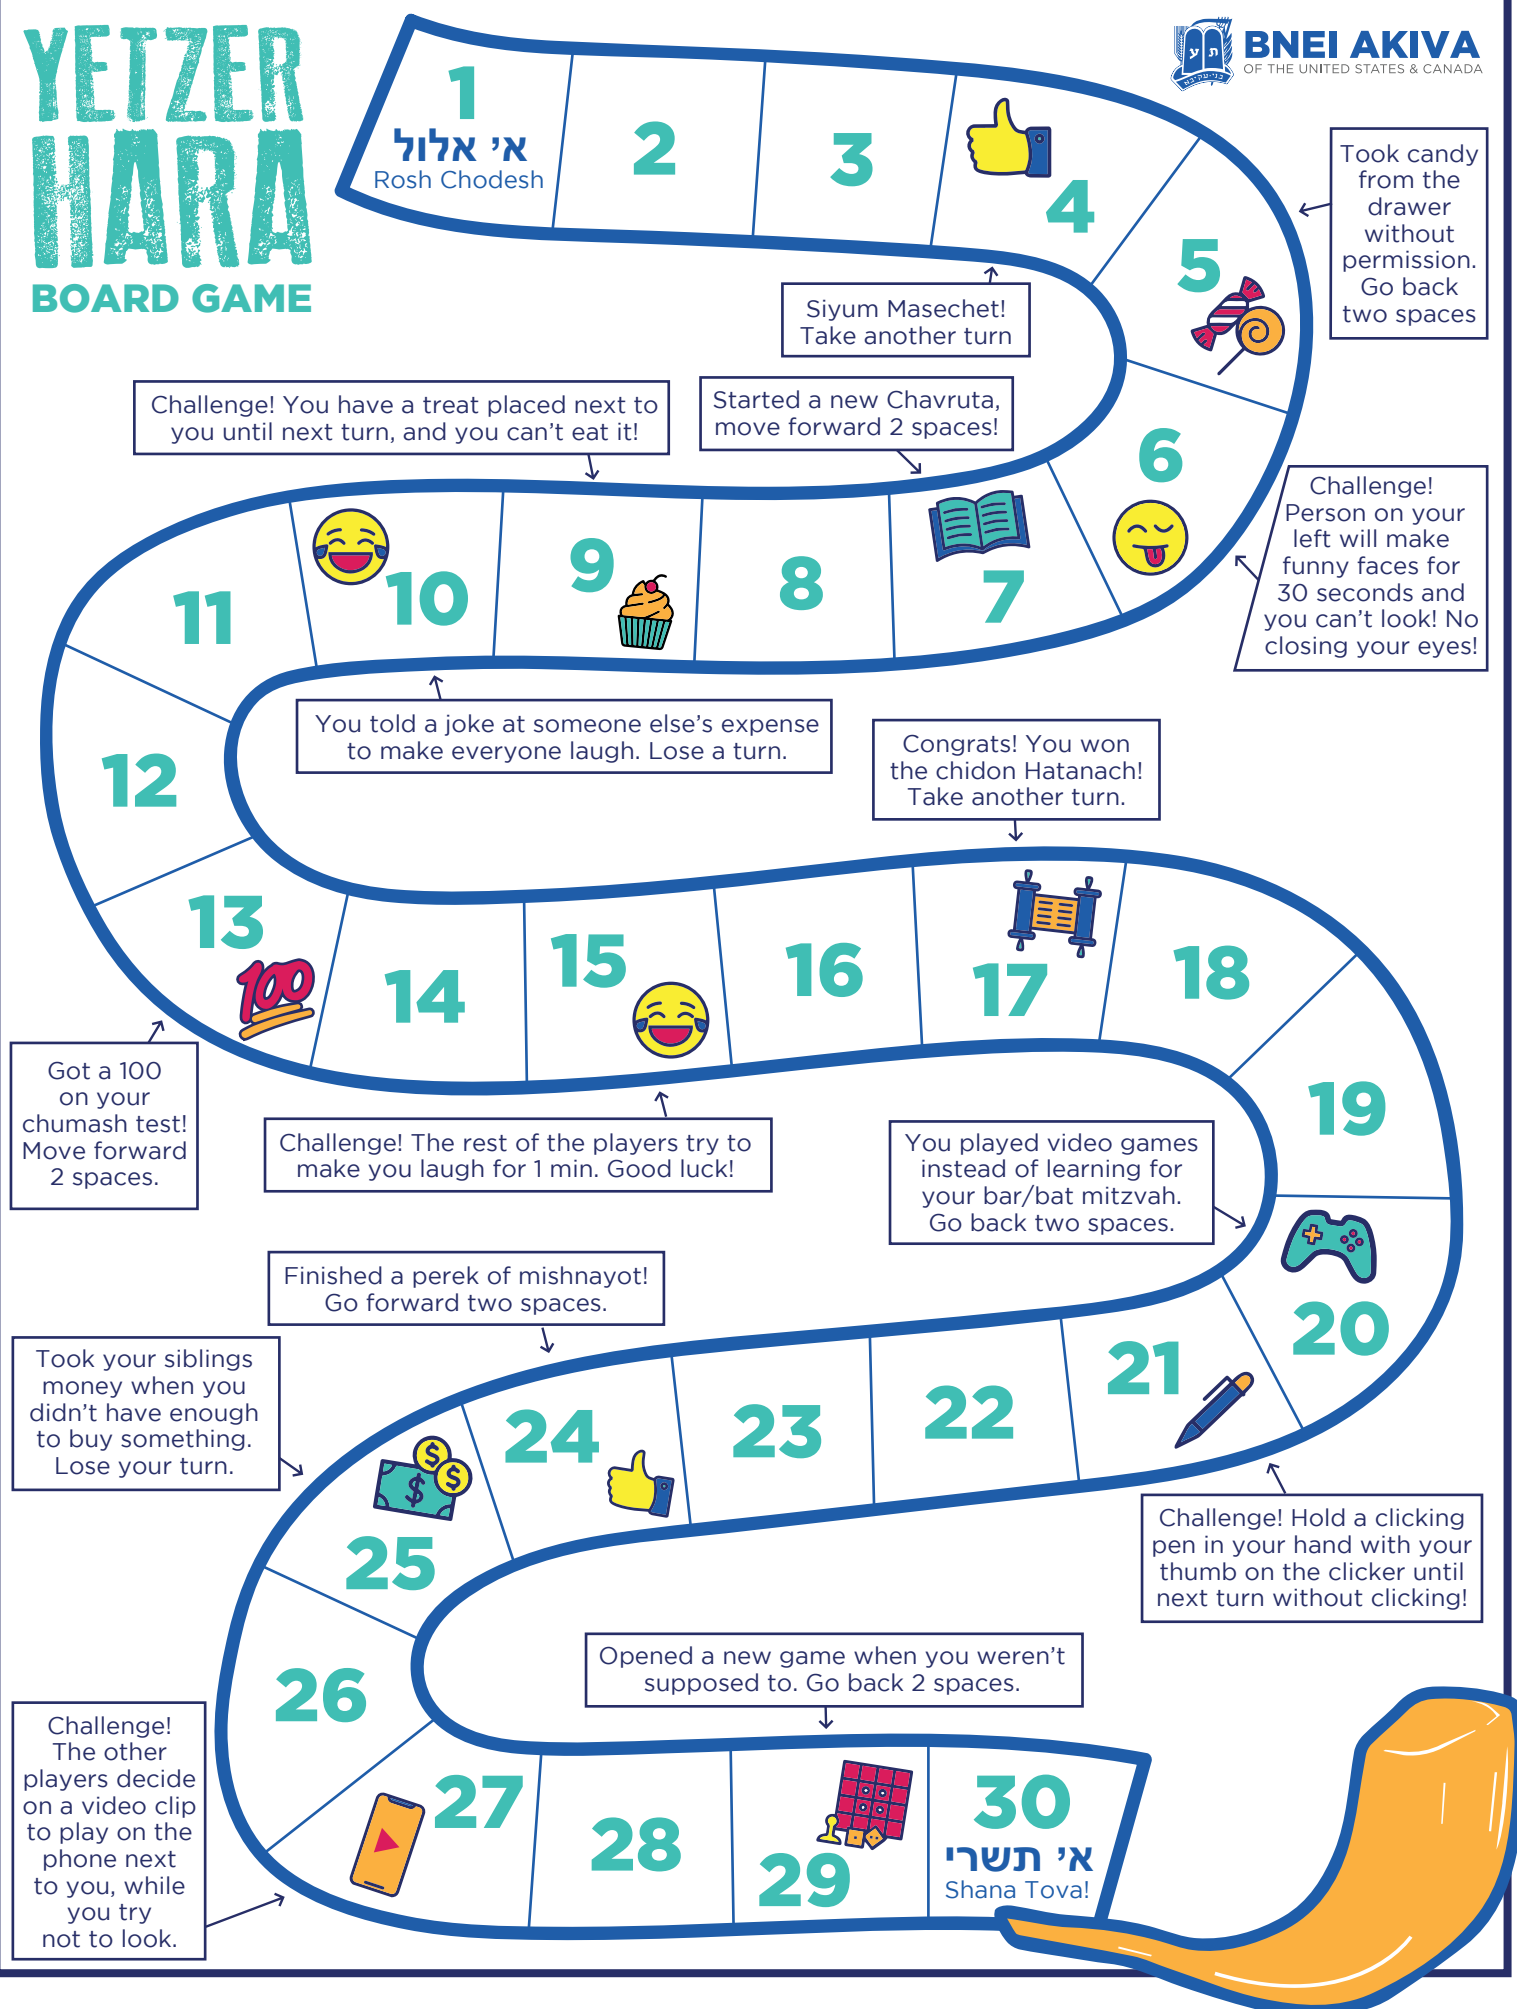 YETZER
HARA
BOARD GAME
תע
בני-עקיבא
BNEI AKIVA
OF THE UNITED STATES & CANADA
1
א' אלול
Rosh Chodesh
2
3
4
Siyum Masechet!
Take another turn
5
Took candy
from the
drawer
without
permission.
Go back
two spaces
6
Challenge!
Person on your
left will make
funny faces for
30 seconds and
you can't look! No
closing your eyes!
7
Started a new Chavruta,
move forward 2 spaces!
8
9
Challenge! You have a treat placed next to
you until next turn, and you can't eat it!
10
You told a joke at someone else's expense
to make everyone laugh. Lose a turn.
11
12
13
100
Got a 100
on your
chumash test!
Move forward
2 spaces.
14
15
Challenge! The rest of the players try to
make you laugh for 1 min. Good luck!
16
17
Congrats! You won
the chidon Hatanach!
Take another turn.
18
19
20
You played video games
instead of learning for
your bar/bat mitzvah.
Go back two spaces.
21
Challenge! Hold a clicking
pen in your hand with your
thumb on the clicker until
next turn without clicking!
22
23
24
Finished a perek of mishnayot!
Go forward two spaces.
25
$
$
$
Took your siblings
money when you
didn't have enough
to buy something.
Lose your turn.
26
27
Challenge!
The other
players decide
on a video clip
to play on the
phone next
to you, while
you try
not to look.
28
29
Opened a new game when you weren't
supposed to. Go back 2 spaces.
30
א' תשרי
Shana Tova!